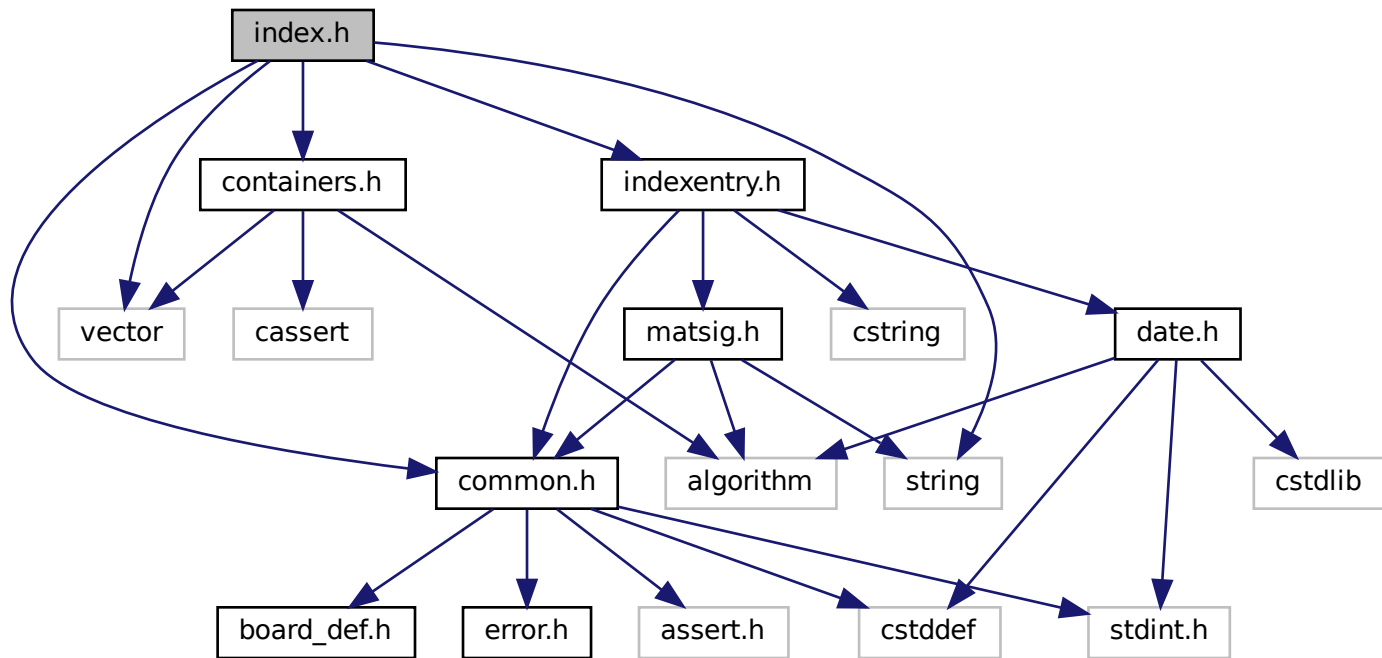 index.h
containers.h
indexentry.h
vector
cassert
matsig.h
cstring
date.h
common.h
algorithm
string
cstdlib
board_def.h
error.h
assert.h
cstddef
stdint.h